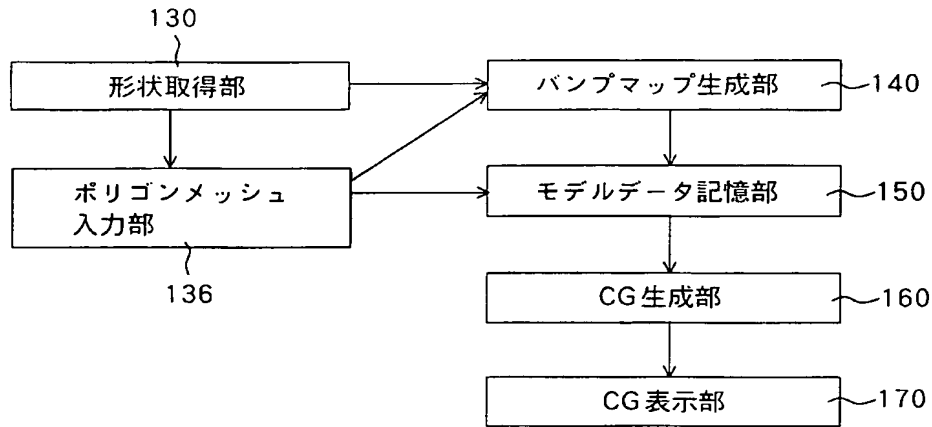 130
形状取得部
バンプマップ生成部
140
ポリゴンメッシュ
入力部
136
モデルデータ記憶部
150
CG生成部
160
CG表示部
170